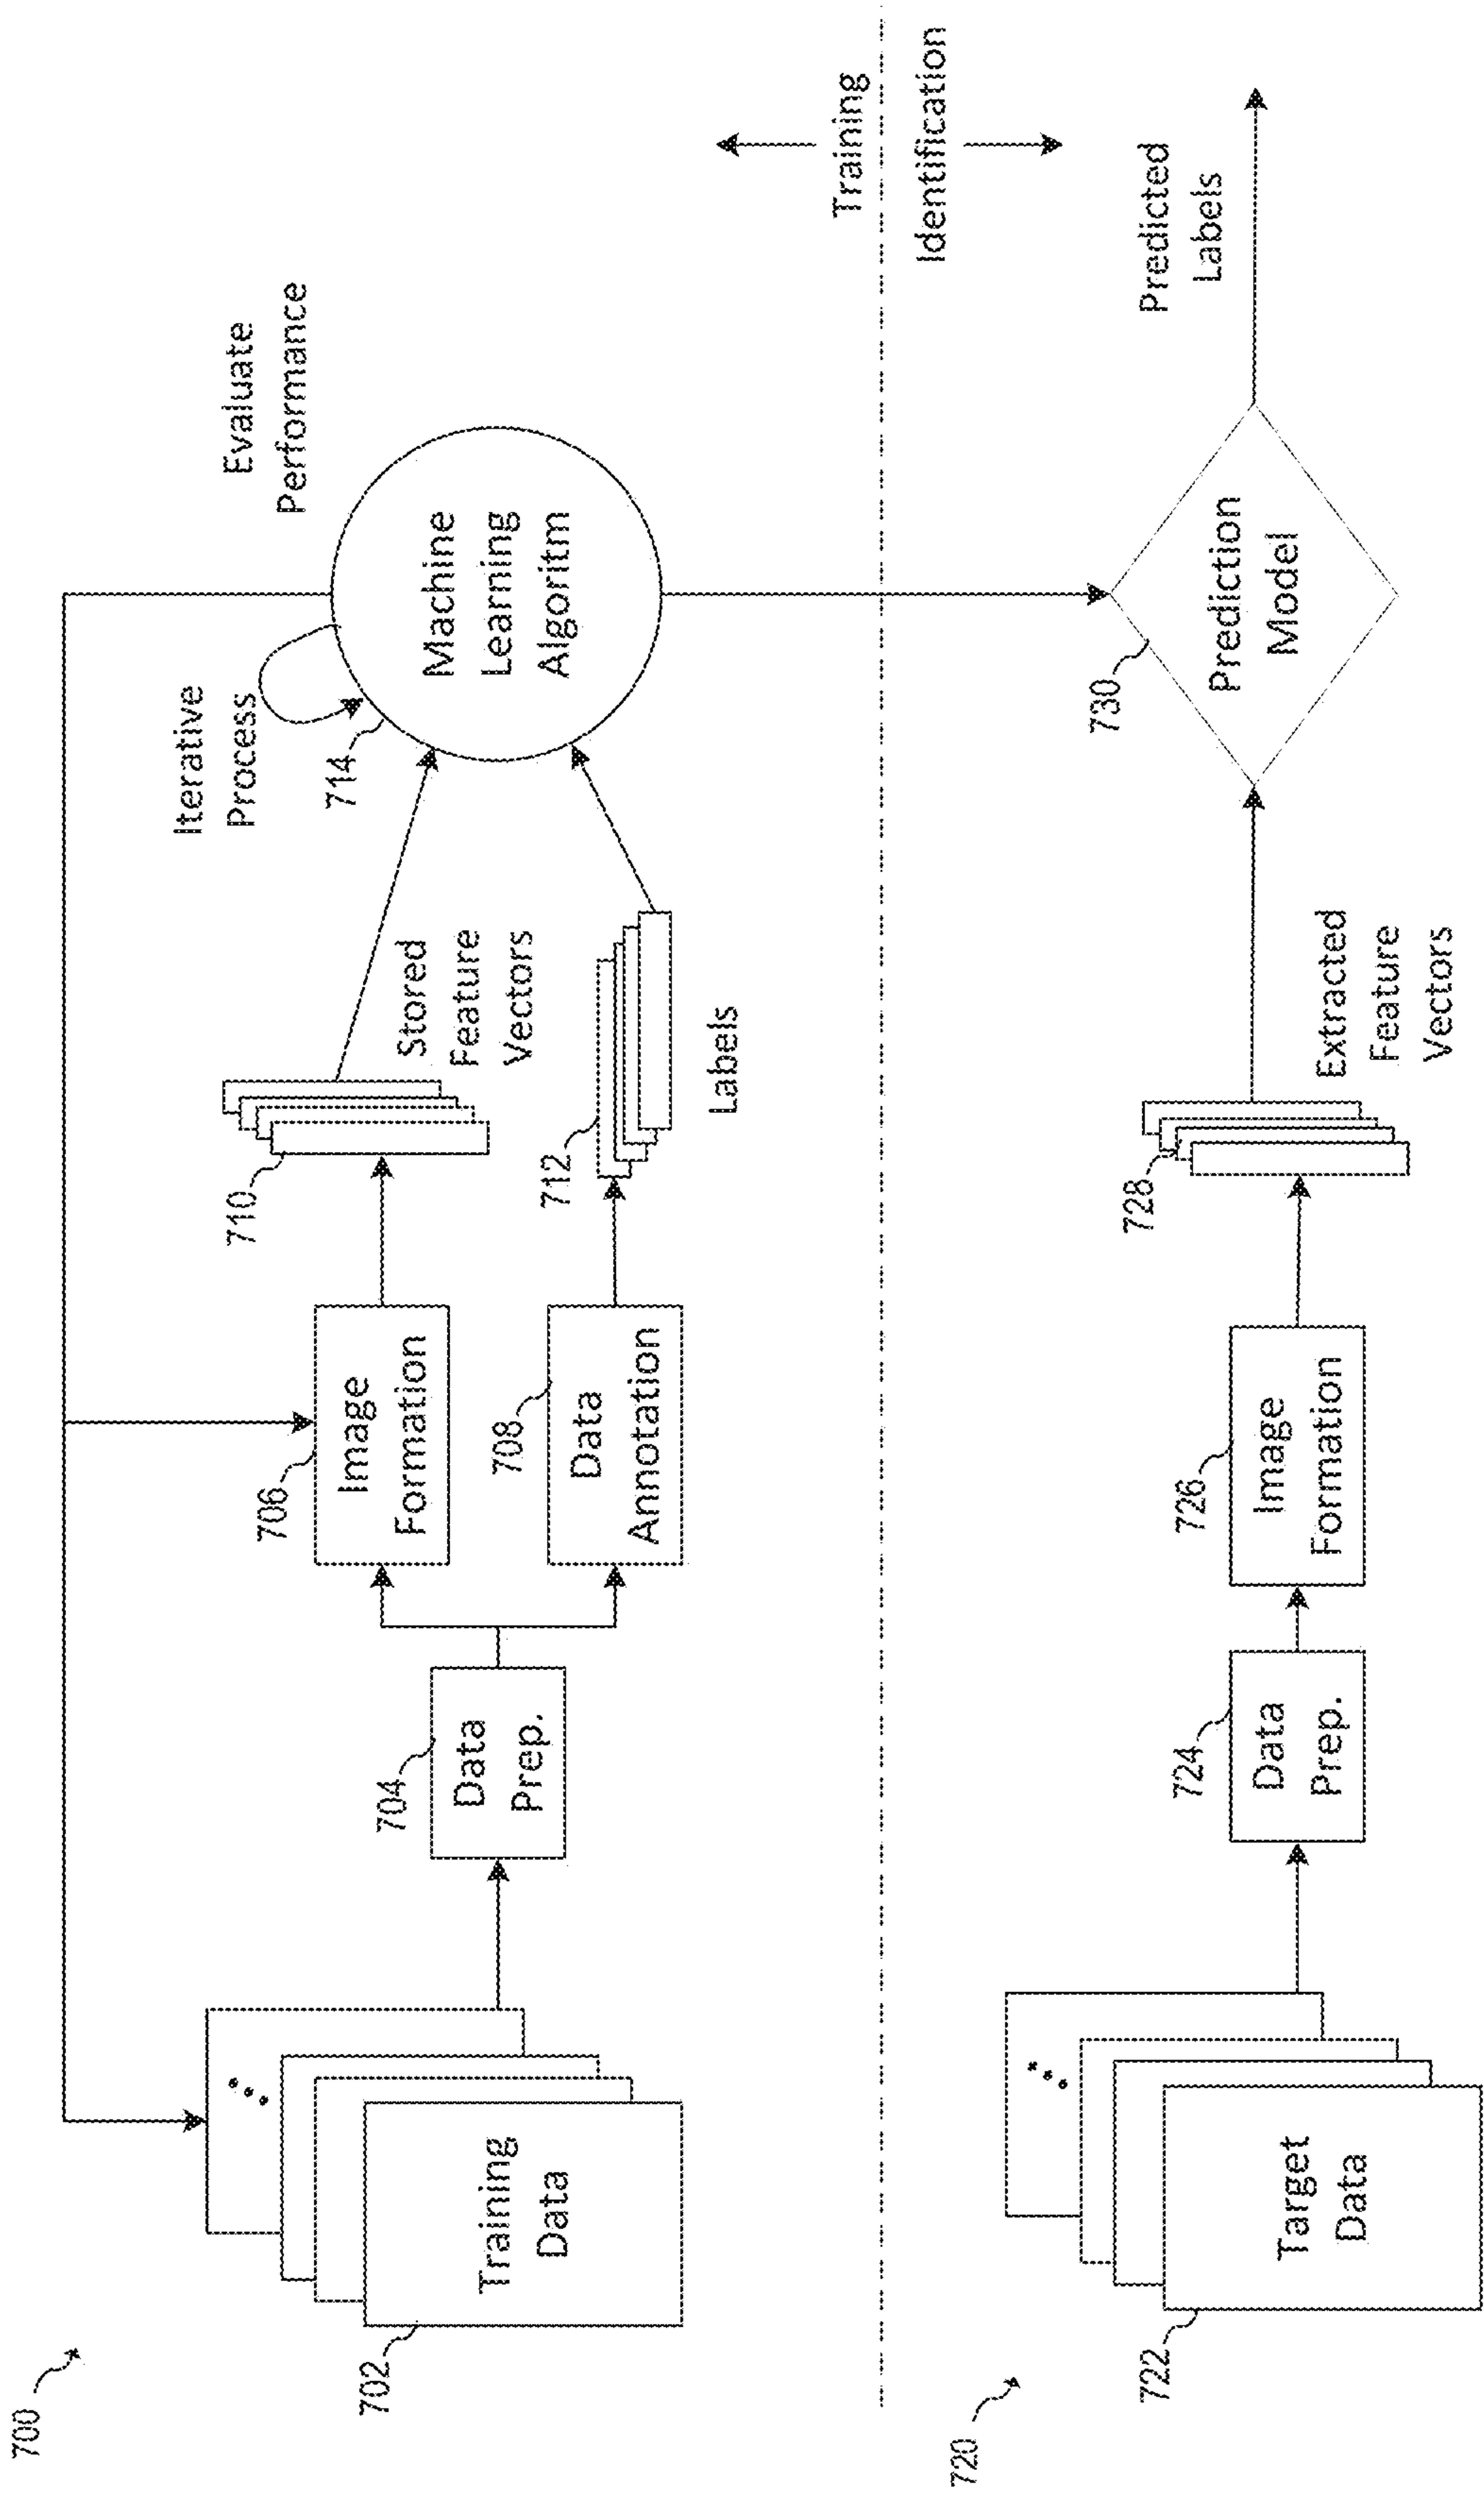 700
702
Training
Data
704
Data
Prep.
706
Image
Formation
708
Data
Annotation
710
Stored
Feature
Vectors
712
Labels
Iterative
Process
714
Machine
Learning
Algoritm
Evaluate
Performance
Training
Identification
720
722
Target
Data
724
Data
Prep.
726
Image
Formation
728
Extracted
Feature
Vectors
730
Prediction
Model
Predicted
Labels